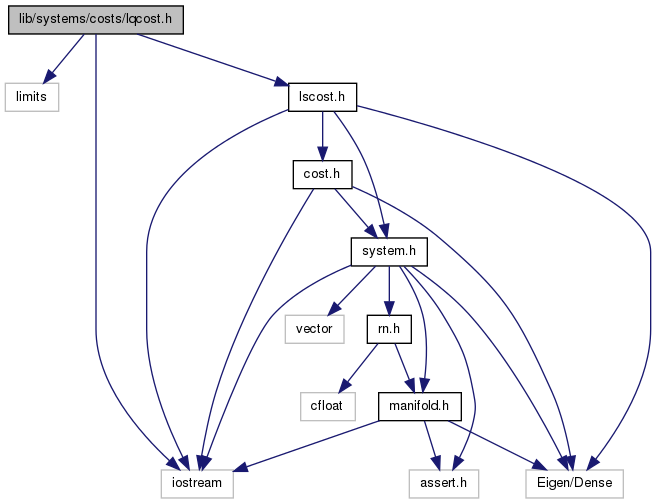 lib/systems/costs/lqcost.h
limits
lscost.h
cost.h
system.h
vector
rn.h
cfloat
manifold.h
iostream
assert.h
Eigen/Dense